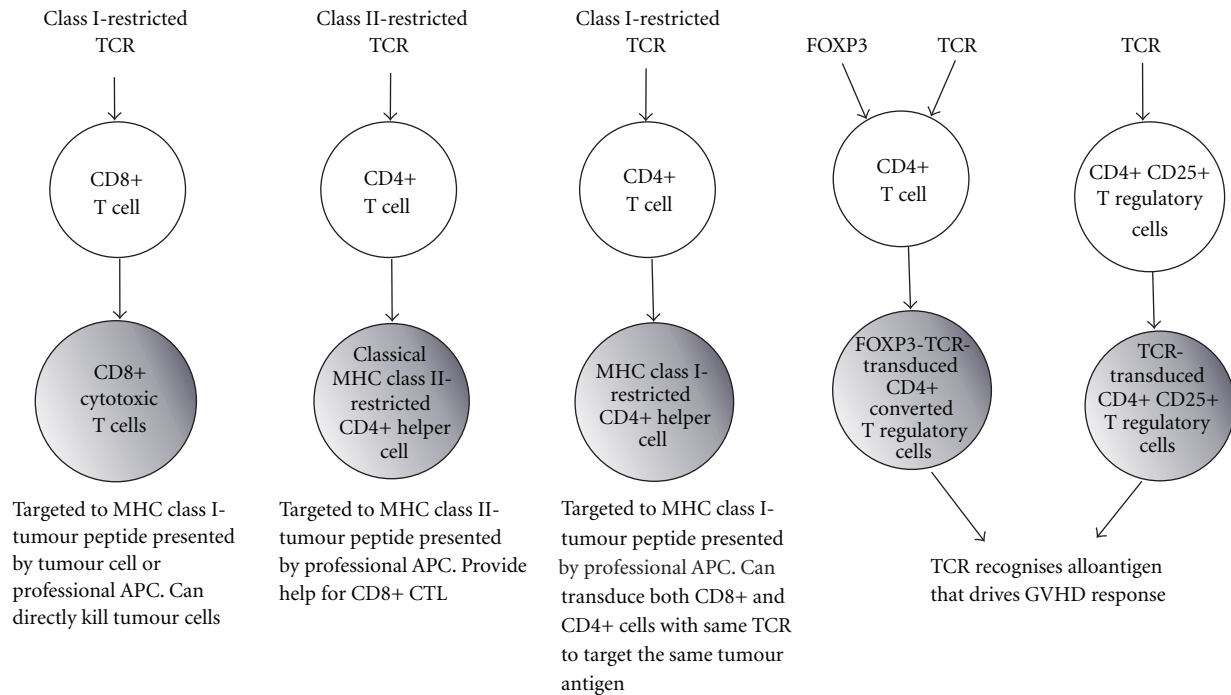 Class I-restricted
TCR
CD8+
T cell
CD8+
cytotoxic
T cells
Targeted to MHC class I-
tumour peptide presented
by tumour cell or
professional APC. Can
directly kill tumour cells
Class II-restricted
TCR
CD4+
T cell
Classical
MHC class II-
restricted
CD4+ helper
cell
Targeted to MHC class II-
tumour peptide presented
by professional APC. Provide
help for CD8+ CTL
Class I-restricted
TCR
CD4+
T cell
MHC class I-
restricted
CD4+ helper
cell
Targeted to MHC class I-
tumour peptide presented
by professional APC. Can
transduce both CD8+ and
CD4+ cells with same TCR
to target the same tumour
antigen
FOXP3
TCR
CD4+
T cell
FOXP3-TCR-
transduced
CD4+
converted
T regulatory
cells
TCR
CD4+ CD25+
T regulatory
cells
TCR-
transduced
CD4+ CD25+
T regulatory
cells
TCR recognises alloantigen
that drives GVHD response